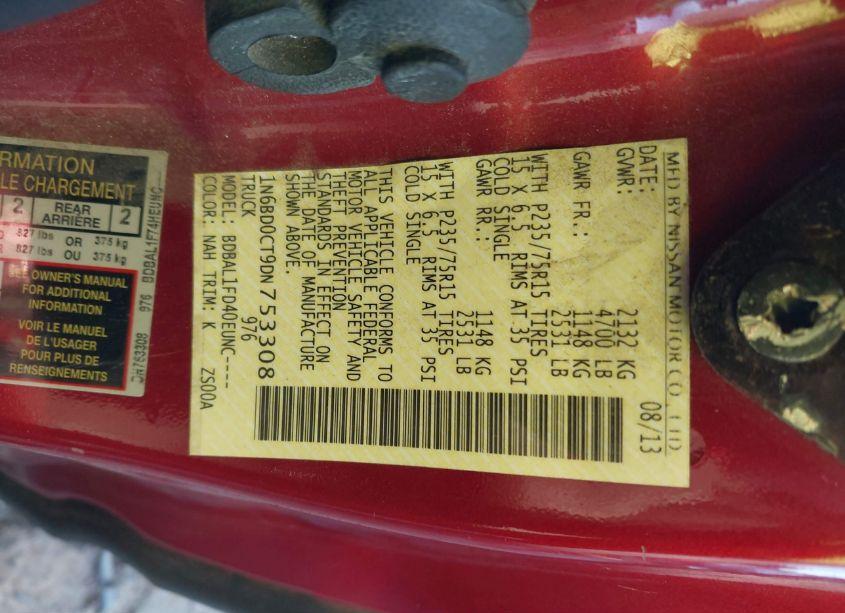 MFD BY NISSAN MOTOR CO., LTD
DATE: 08/13
GVWR: 2132 KG
4700 LB
GAWR FR.: 1148 KG
2531 LB
WITH P235/75R15 TIRES
15 X 6.5 RIMS AT 35 PSI
COLD SINGLE
GAWR RR.: 1148 KG
2531 LB
WITH P235/75R15 TIRES
15 X 6.5 RIMS AT 35 PSI
COLD SINGLE
THIS VEHICLE CONFORMS TO
ALL APPLICABLE FEDERAL
MOTOR VEHICLE SAFETY AND
THEFT PREVENTION
STANDARDS IN EFFECT ON
THE DATE OF MANUFACTURE
SHOWN ABOVE.
1N6BD0CT9DN753308
TRUCK 976
MODEL: BDBAL1FD40EUNC----
COLOR: NAH TRIM: K ZS00A
RMATION
LE CHARGEMENT
2 REAR ARRIÈRE 2
827 lbs OR 375 kg
827 lbs OU 375 kg
SEE OWNER'S MANUAL
FOR ADDITIONAL
INFORMATION
VOIR LE MANUEL
DE L'USAGER
POUR PLUS DE
RENSEIGNEMENTS
976